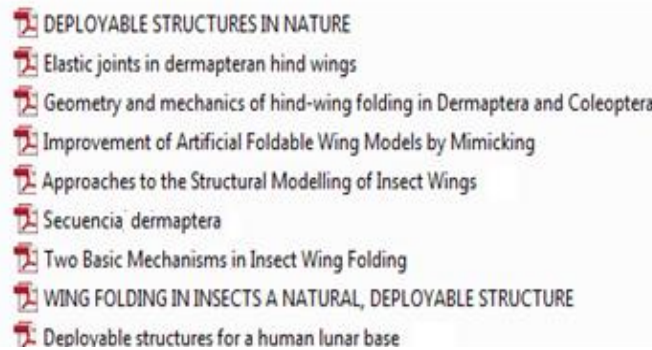 DEPLOYABLE STRUCTURES IN NATURE
Elastic joints in dermapteran hind wings
Geometry and mechanics of hind-wing folding in Dermaptera and Coleoptera
Improvement of Artificial Foldable Wing Models by Mimicking
Approaches to the Structural Modelling of Insect Wings
Secuencia dermaptera
Two Basic Mechanisms in Insect Wing Folding
WING FOLDING IN INSECTS A NATURAL, DEPLOYABLE STRUCTURE
Deployable structures for a human lunar base